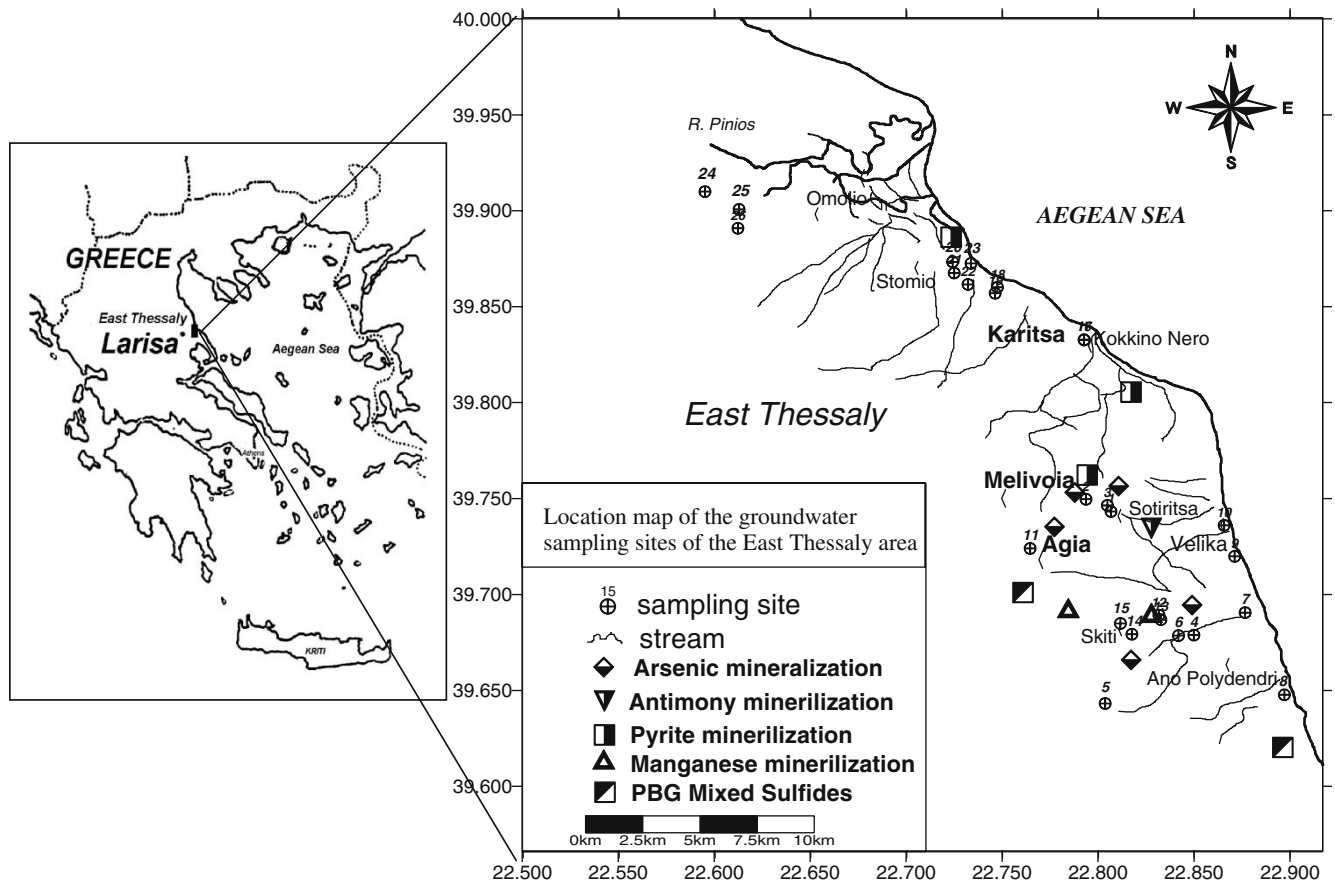 40.000
39.950
39.900
39.850
39.800
39.750
39.700
39.650
39.600
22.500
22.550
22.600
22.650
22.700
22.750
22.800
22.850
22.900
GREECE
East Thessaly
Larisa
Aegean Sea
Athens
KRITI
N
W
E
S
R. Pinios
24
25
26
Omolio
AEGEAN SEA
23
22
Stomio
18
Karitsa
Kokkino Nero
East Thessaly
Melivoia
2
3
Sotiritsa
10
11
Agia
Velika
9
12
13
7
15
14
Skiti
6
4
Ano Polydendri
8
5
Location map of the groundwater
sampling sites of the East Thessaly area
15
sampling site
stream
Arsenic mineralization
Antimony minerilization
Pyrite minerilization
Manganese minerilization
PBG Mixed Sulfides
0km 2.5km 5km 7.5km 10km